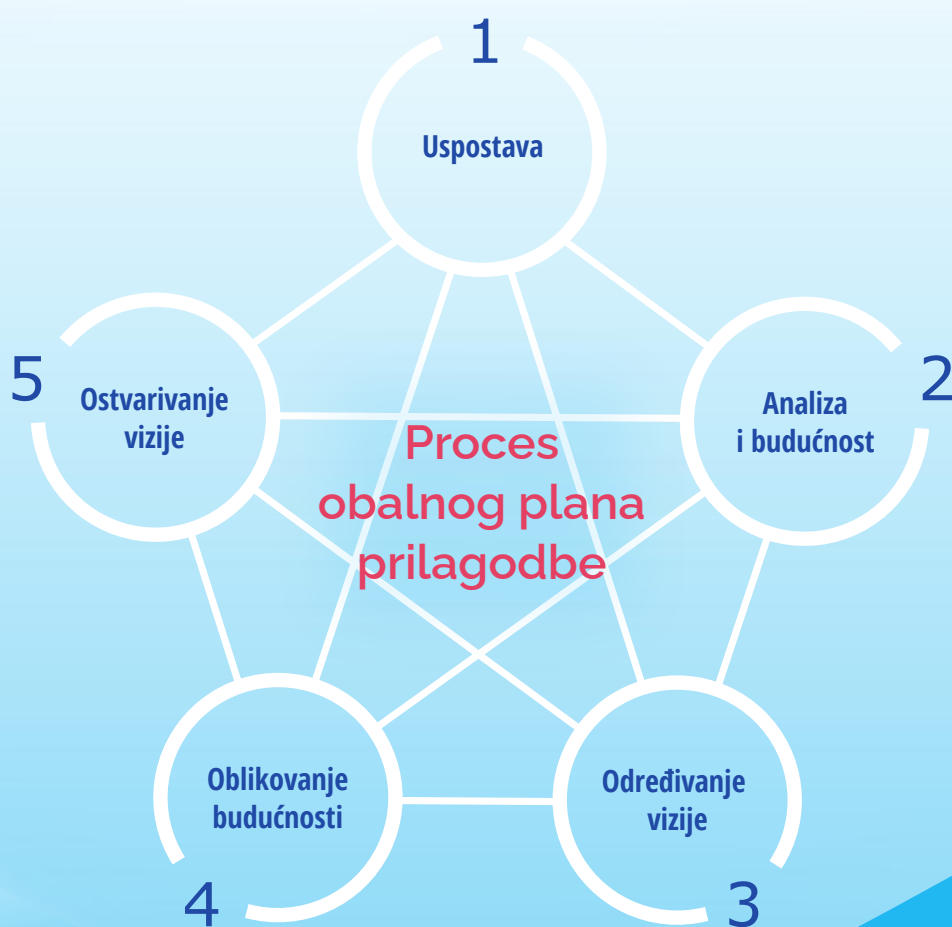 1
Uspostava
2
Analiza
i budućnost
3
Određivanje
vizije
4
Oblikovanje
budućnosti
5
Ostvarivanje
vizije
Proces
obalnog plana
prilagodbe